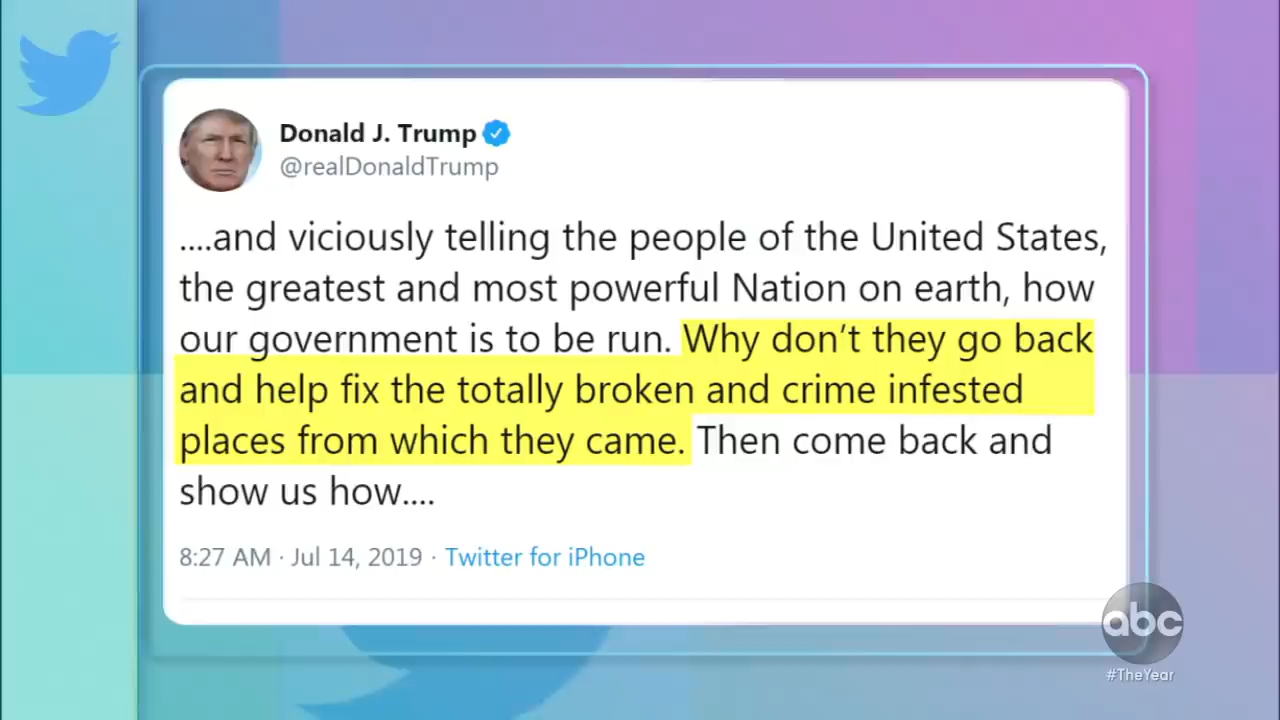 Donald J. Trump
@realDonaldTrump
....and viciously telling the people of the United States,
the greatest and most powerful Nation on earth, how
our government is to be run. Why don’t they go back
and help fix the totally broken and crime infested
places from which they came. Then come back and
show us how....
8:27 AM · Jul 14, 2019 · Twitter for iPhone
abc
#TheYear